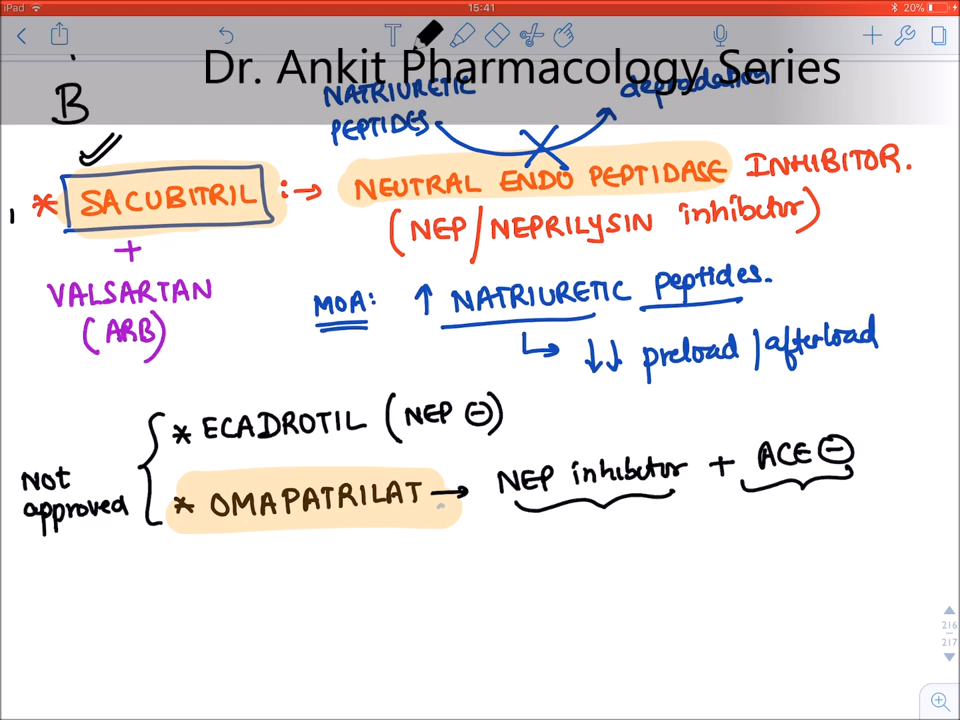 iPad
15:41
20%
T
Dr. Ankit Pharmacology Series
B
NATRIURETIC
PEPTIDES
degradation
* SACUBITRIL :→ NEUTRAL ENDO PEPTIDASE INHIBITOR.
(NEP/NEPRILYSIN inhibitor)
+
VALSARTAN
(ARB)
MOA: ↑ NATRIURETIC peptides.
↳ ↓↓ preload / afterload
Not
approved
* ECADROTIL (NEP ⊖)
* OMAPATRILAT → NEP inhibitor + ACE ⊖
216
217